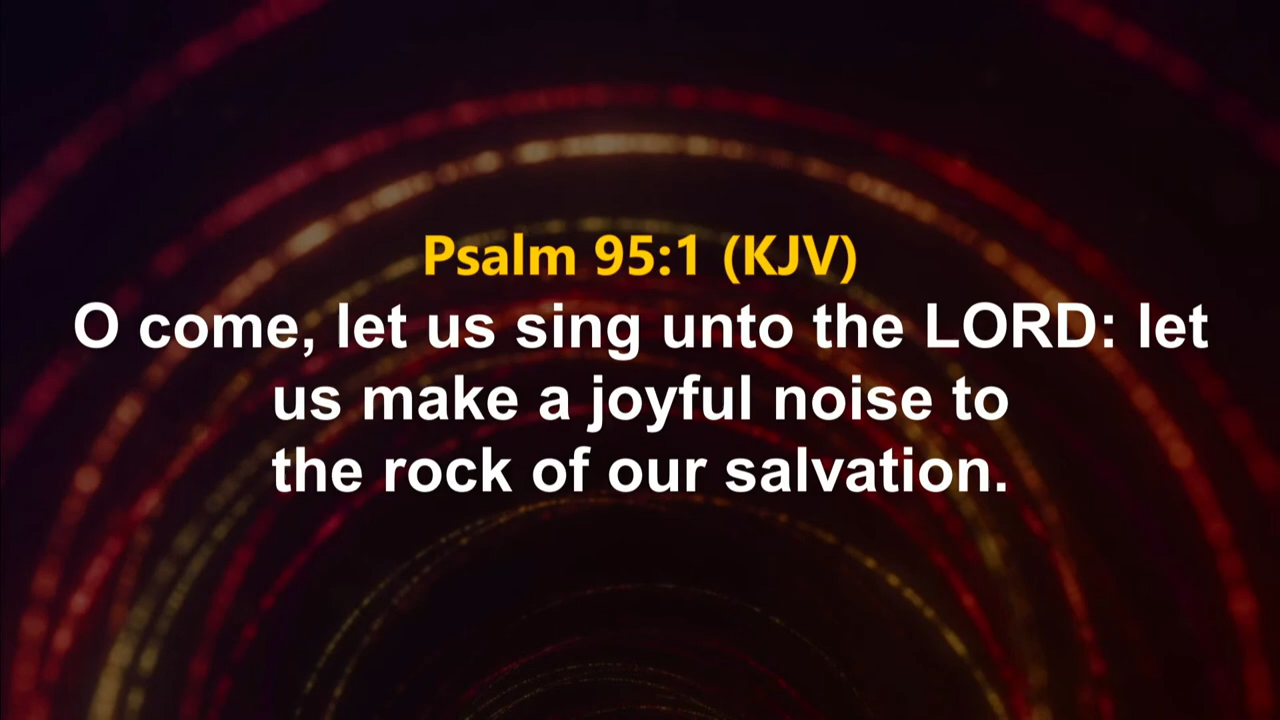 Psalm 95:1 (KJV)
O come, let us sing unto the LORD: let
us make a joyful noise to
the rock of our salvation.